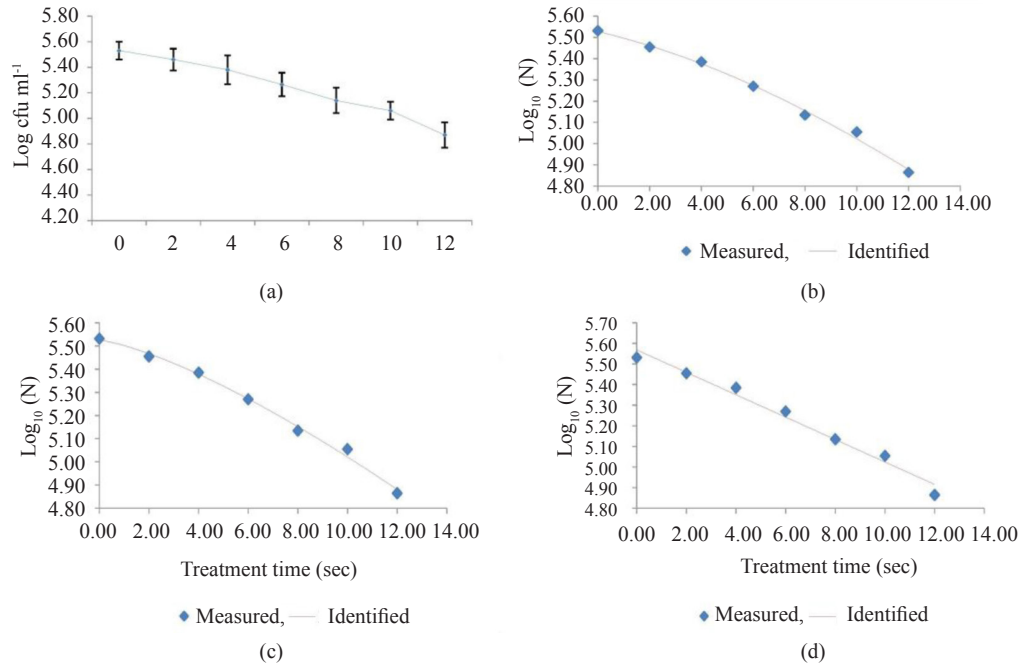 (a)
Log cfu ml-1
5.80
5.60
5.40
5.20
5.00
4.80
4.60
4.40
4.20
0 2 4 6 8 10 12
(a)
(b)
Log10 (N)
5.60
5.50
5.40
5.30
5.20
5.10
5.00
4.90
4.80
0.00 2.00 4.00 6.00 8.00 10.00 12.00 14.00
Measured, Identified
(b)
(c)
Log10 (N)
5.60
5.50
5.40
5.30
5.20
5.10
5.00
4.90
4.80
0.00 2.00 4.00 6.00 8.00 10.00 12.00 14.00
Treatment time (sec)
Measured, Identified
(c)
(d)
Log10 (N)
5.70
5.60
5.50
5.40
5.30
5.20
5.10
5.00
4.90
4.80
0.00 2.00 4.00 6.00 8.00 10.00 12.00 14.00
Treatment time (sec)
Measured, Identified
(d)